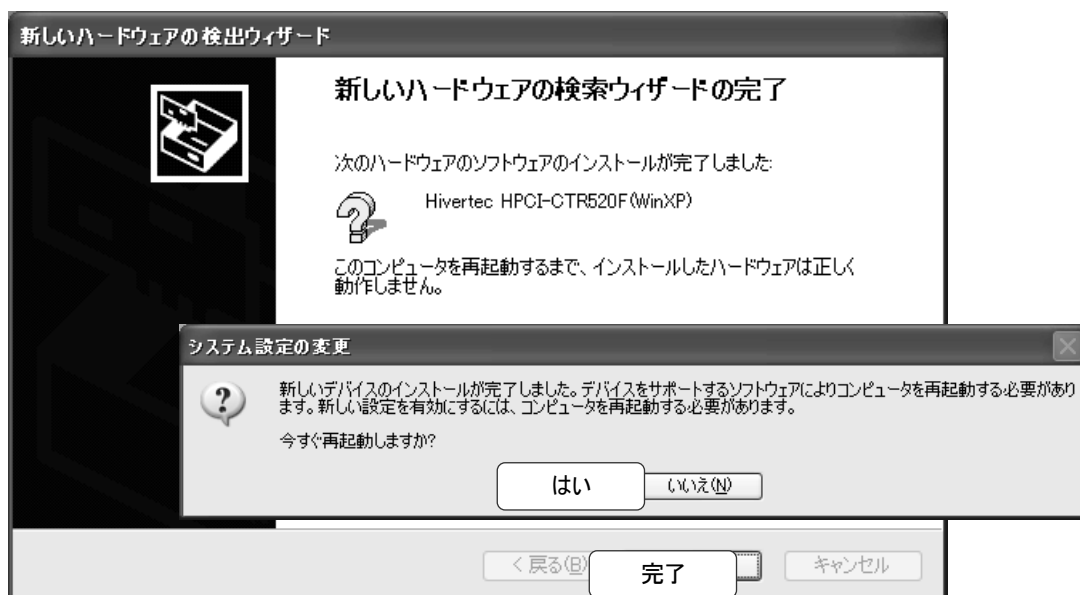 新しいハードウェアの検出ウィザード
新しいハードウェアの検索ウィザードの完了
次のハードウェアのソフトウェアのインストールが完了しました:
Hivertec HPCI-CTR520F(WinXP)
このコンピュータを再起動するまで、インストールしたハードウェアは正しく
動作しません。
システム設定の変更
新しいデバイスのインストールが完了しました。デバイスをサポートするソフトウェアによりコンピュータを再起動する必要があり
ます。新しい設定を有効にするには、コンピュータを再起動する必要があります。
今すぐ再起動しますか?
はい いいえ(N)
< 戻る(B) 完了 キャンセル